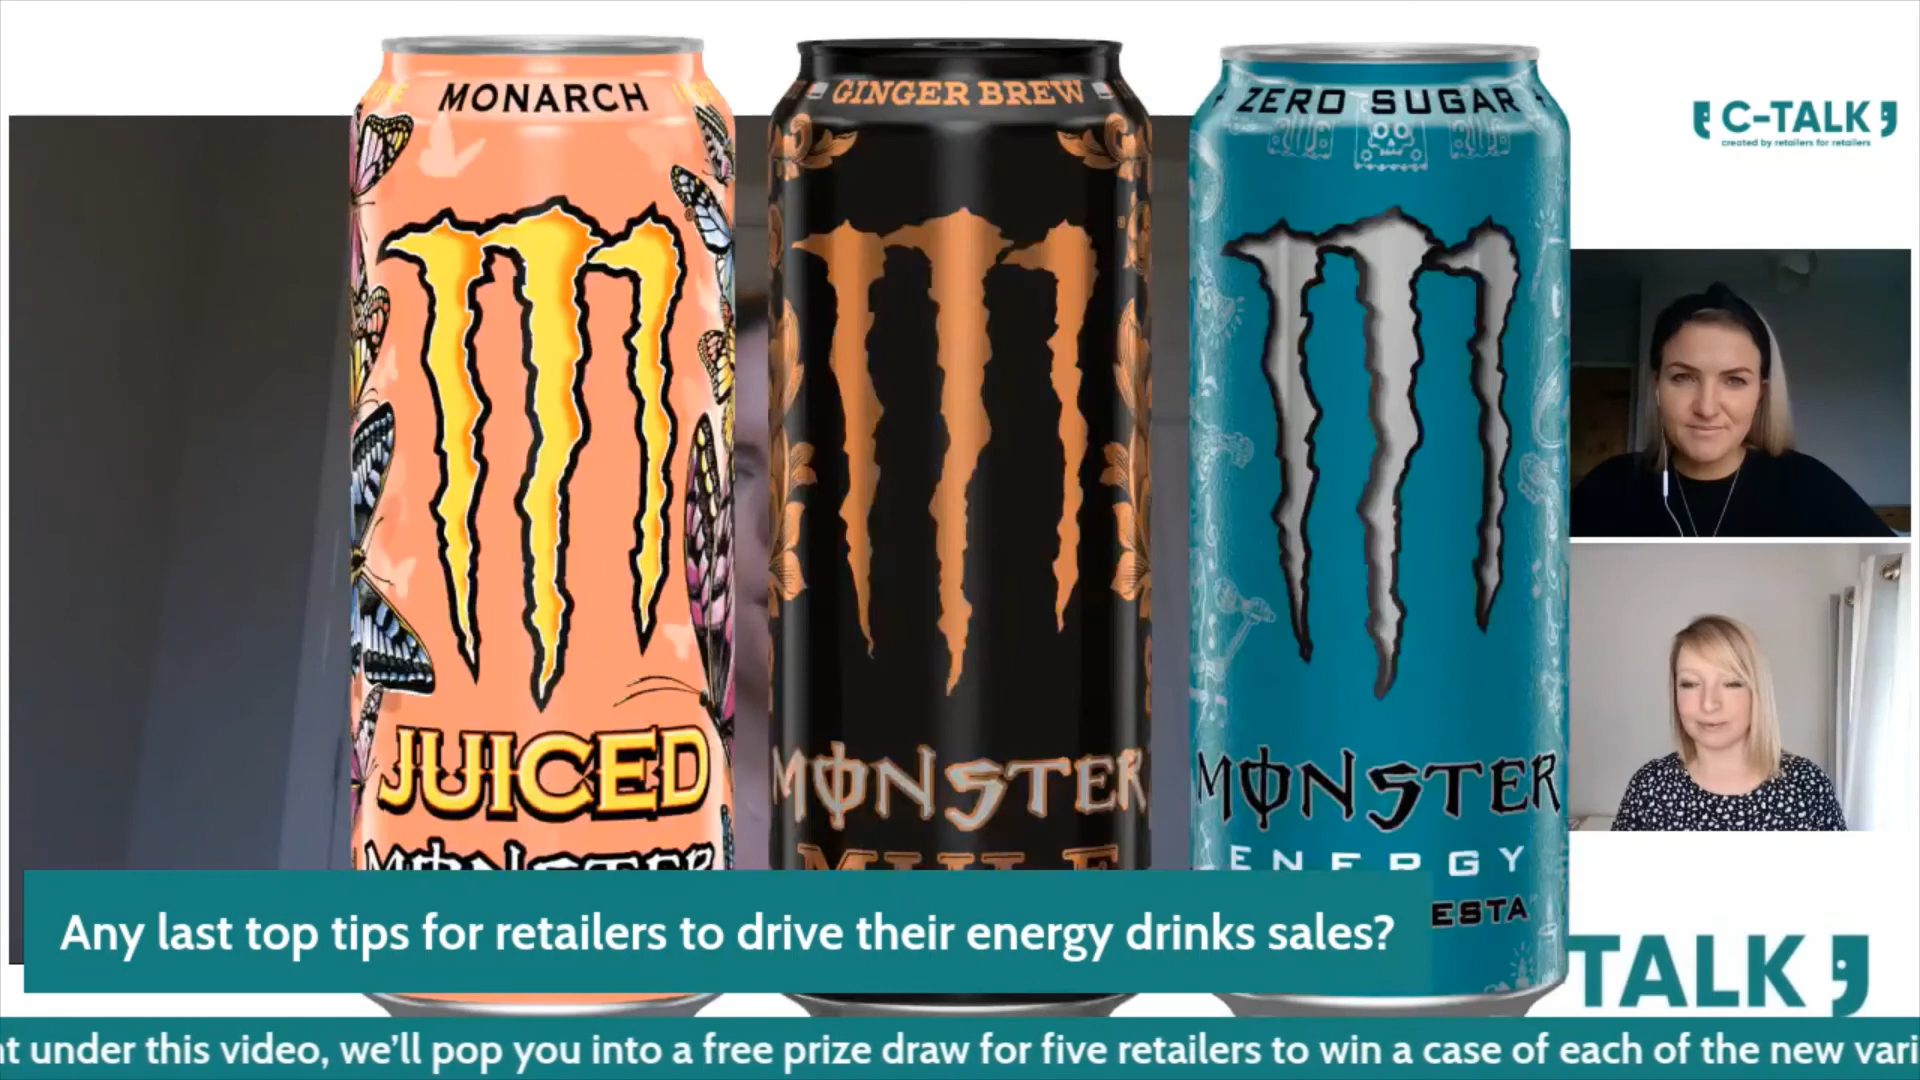 MONARCH
GINGER BREW
ZERO SUGAR
C-TALK
created by retailers for retailers
JUICED
MONSTER
MONSTER
MONSTER
MULE
ENERGY
ESTA
Any last top tips for retailers to drive their energy drinks sales?
TALK
under this video, we'll pop you into a free prize draw for five retailers to win a case of each of the new